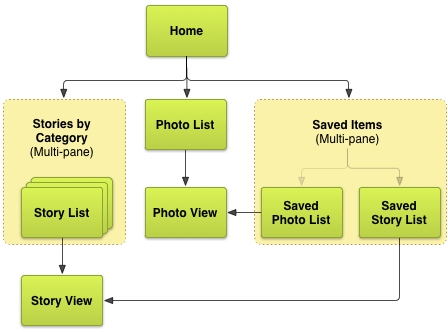 Home
Stories by
Category
(Multi-pane)
Photo List
Saved Items
(Multi-pane)
Story List
Photo View
Saved
Photo List
Saved
Story List
Story View